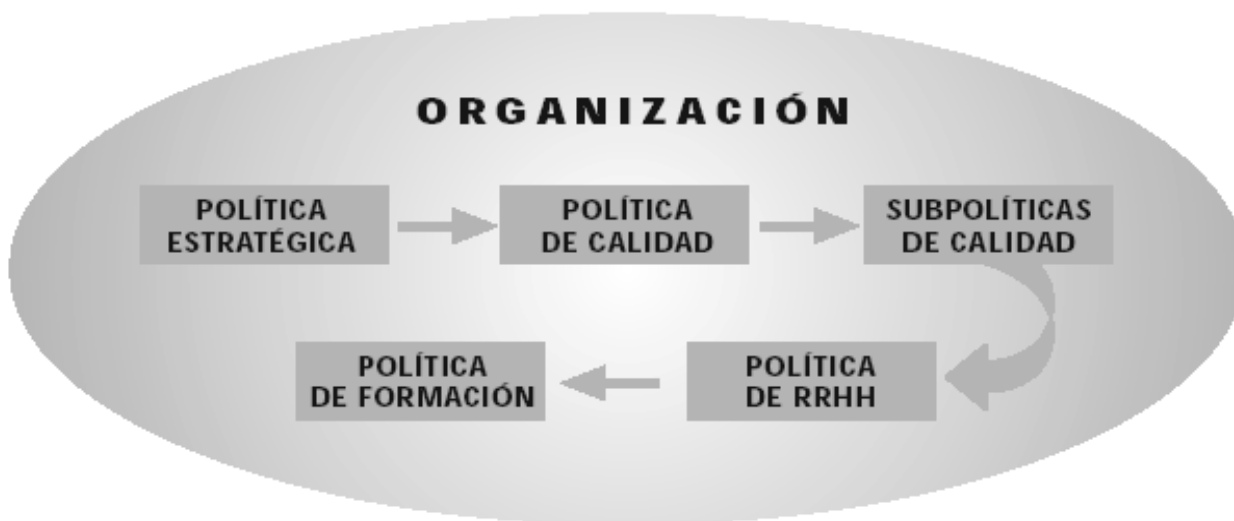 ORGANIZACIÓN
POLÍTICA
ESTRATÉGICA
POLÍTICA
DE CALIDAD
SUBPOLÍTICAS
DE CALIDAD
POLÍTICA
DE FORMACIÓN
POLÍTICA
DE RRHH